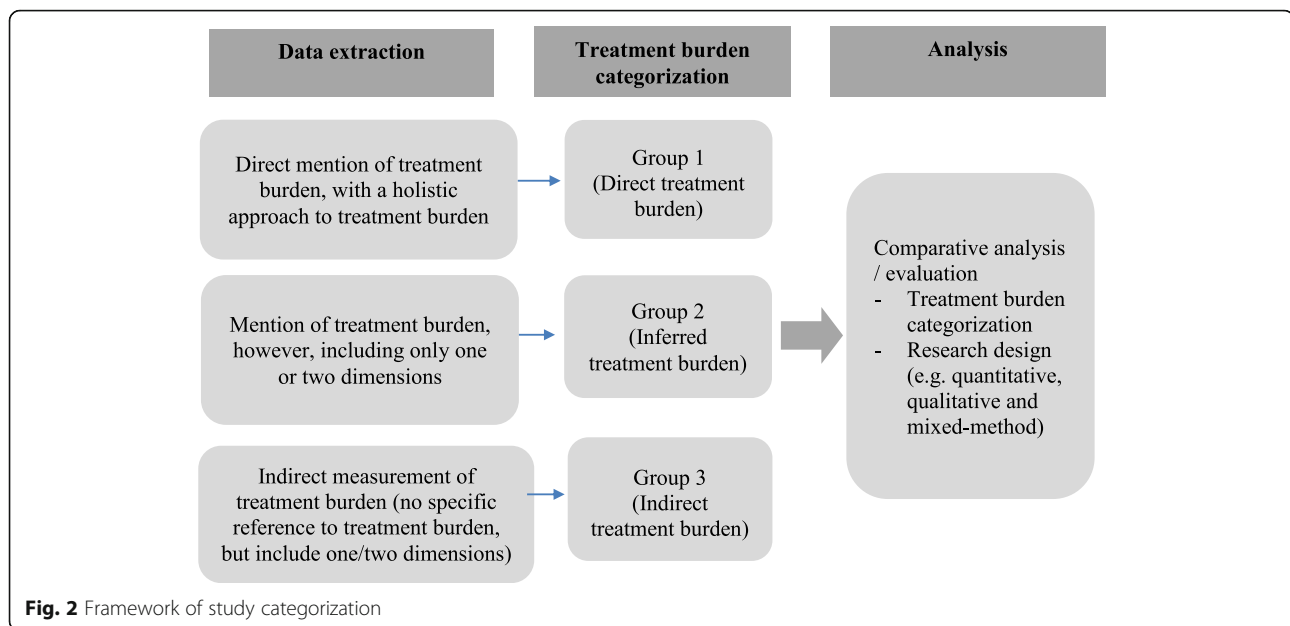 Data extraction
Treatment burden
categorization
Analysis
Direct mention of treatment
burden, with a holistic
approach to treatment burden
Group 1
(Direct treatment
burden)
Mention of treatment burden,
however, including only one
or two dimensions
Group 2
(Inferred
treatment burden)
Indirect measurement of
treatment burden (no specific
reference to treatment burden,
but include one/two dimensions)
Group 3
(Indirect
treatment burden)
Comparative analysis
/ evaluation
- Treatment burden
categorization
- Research design
(e.g. quantitative,
qualitative and
mixed-method)
Fig. 2 Framework of study categorization